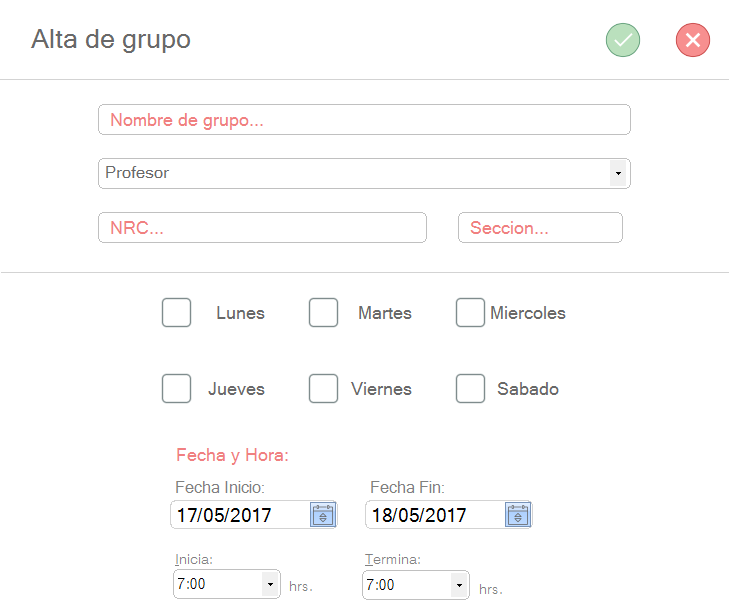 Alta de grupo
Nombre de grupo...
Profesor
NRC... Seccion...
Lunes Martes Miercoles
Jueves Viernes Sabado
Fecha y Hora:
Fecha Inicio: Fecha Fin:
17/05/2017 18/05/2017
Inicia: Termina:
7:00 hrs. 7:00 hrs.